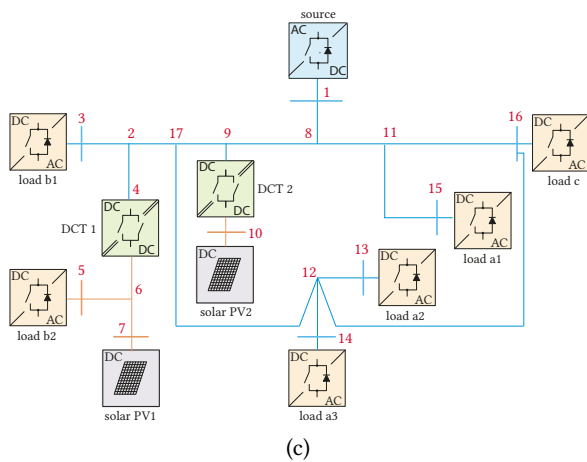 source
AC
DC
1
3
2
17
9
8
11
16
DC
AC
load b1
DC
AC
load c
4
DC
DC
DCT 2
15
DC
AC
load a1
DC
DC
DCT 1
10
DC
solar PV2
12
13
DC
AC
load a2
5
6
DC
AC
load b2
7
DC
solar PV1
14
DC
AC
load a3
(c)